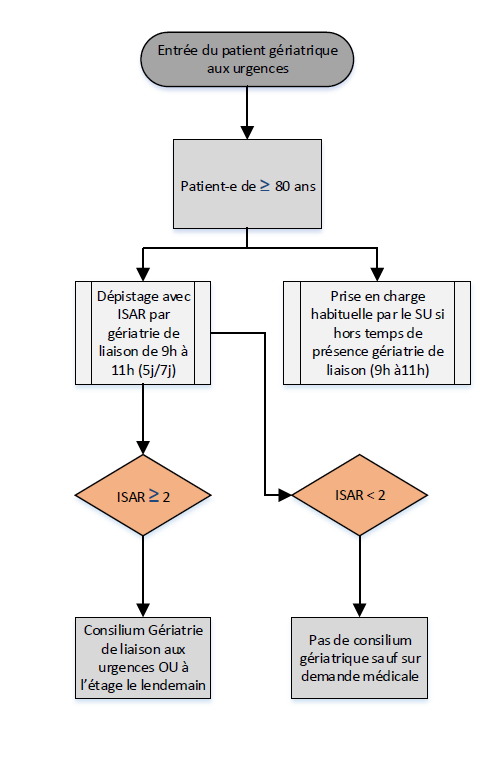 Entrée du patient gériatrique
aux urgences
Patient-e de ≥ 80 ans
Dépistage avec
ISAR par
gériatrie de
liaison de 9h à
11h (5j/7j)
Prise en charge
habituelle par le SU si
hors temps de
présence gériatrie de
liaison (9h à11h)
ISAR ≥ 2
ISAR < 2
Consilium Gériatrie
de liaison aux
urgences OU à
l’étage le lendemain
Pas de consilium
gériatrique sauf sur
demande médicale